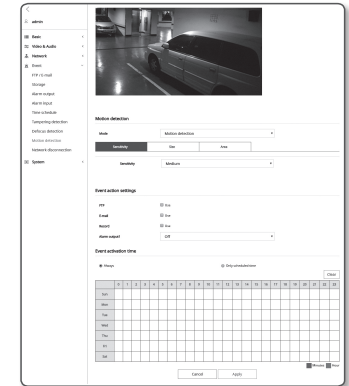 admin
Basic
Video & Audio
Network
Event
FTP / E-mail
Storage
Alarm output
Alarm input
Time schedule
Tampering detection
Defocus detection
Motion detection
Network disconnection
System
Motion detection
Mode Motion detection
Sensitivity Size Area
Sensitivity Medium
Event action settings
FTP Use
E-mail Use
Record Use
Alarm output1 Off
Event activation time
Always Only scheduled time
Clear
0 1 2 3 4 5 6 7 8 9 10 11 12 13 14 15 16 17 18 19 20 21 22 23
Sun
Mon
Tue
Wed
Thu
Fri
Sat
Minutes Hour
Cancel Apply